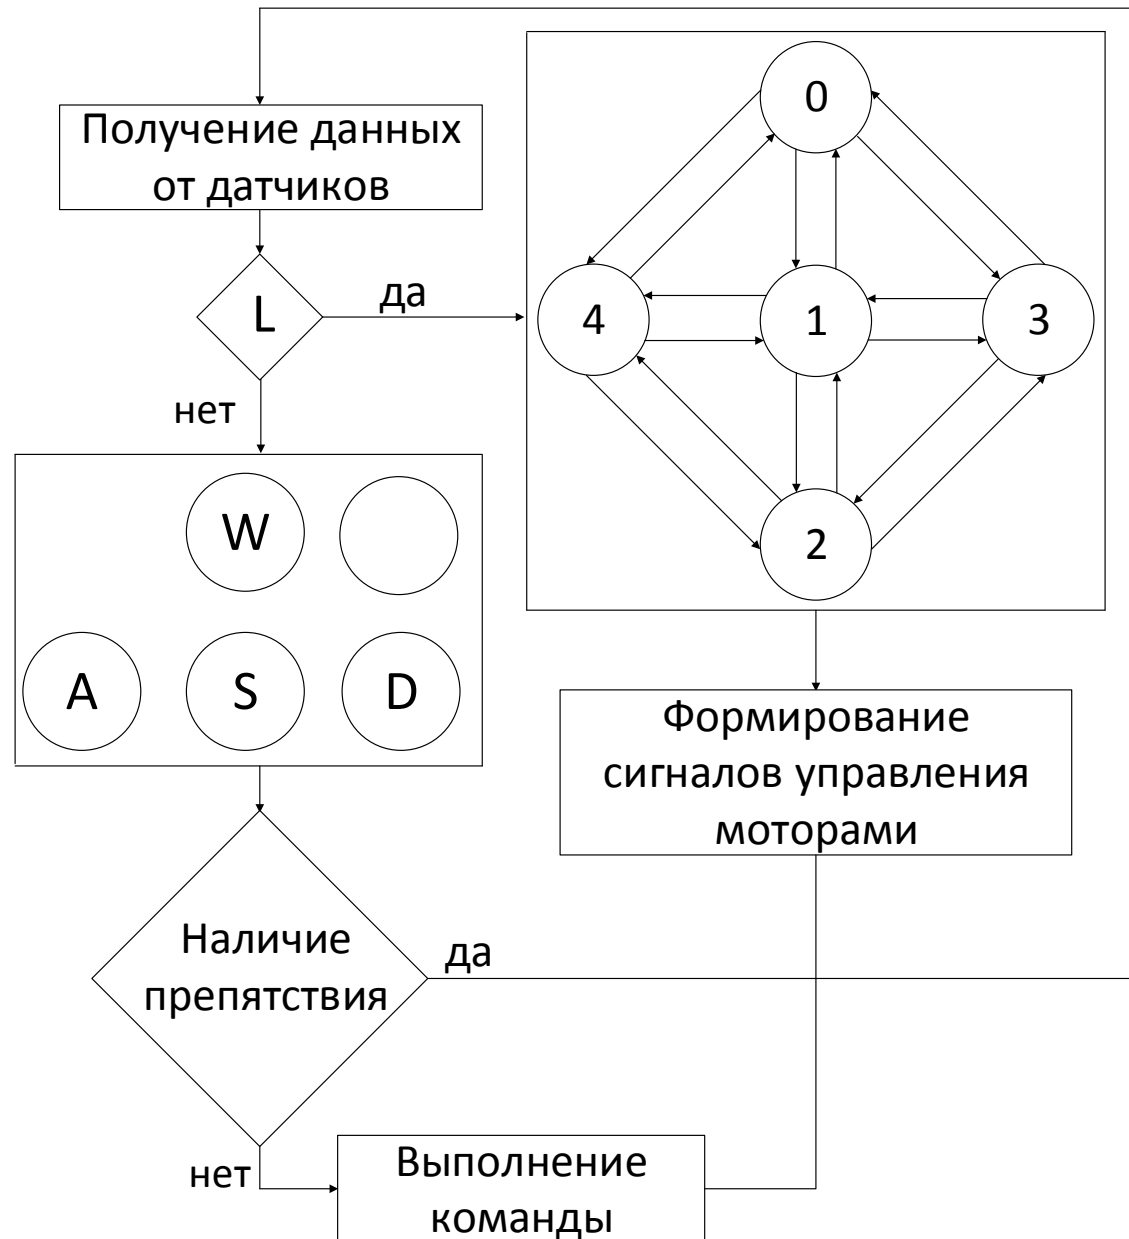 Получение данных
от датчиков
L
да
нет
0
4
1
3
2
W
A
S
D
Формирование
сигналов управления
моторами
Наличие
препятствия
да
нет
Выполнение
команды